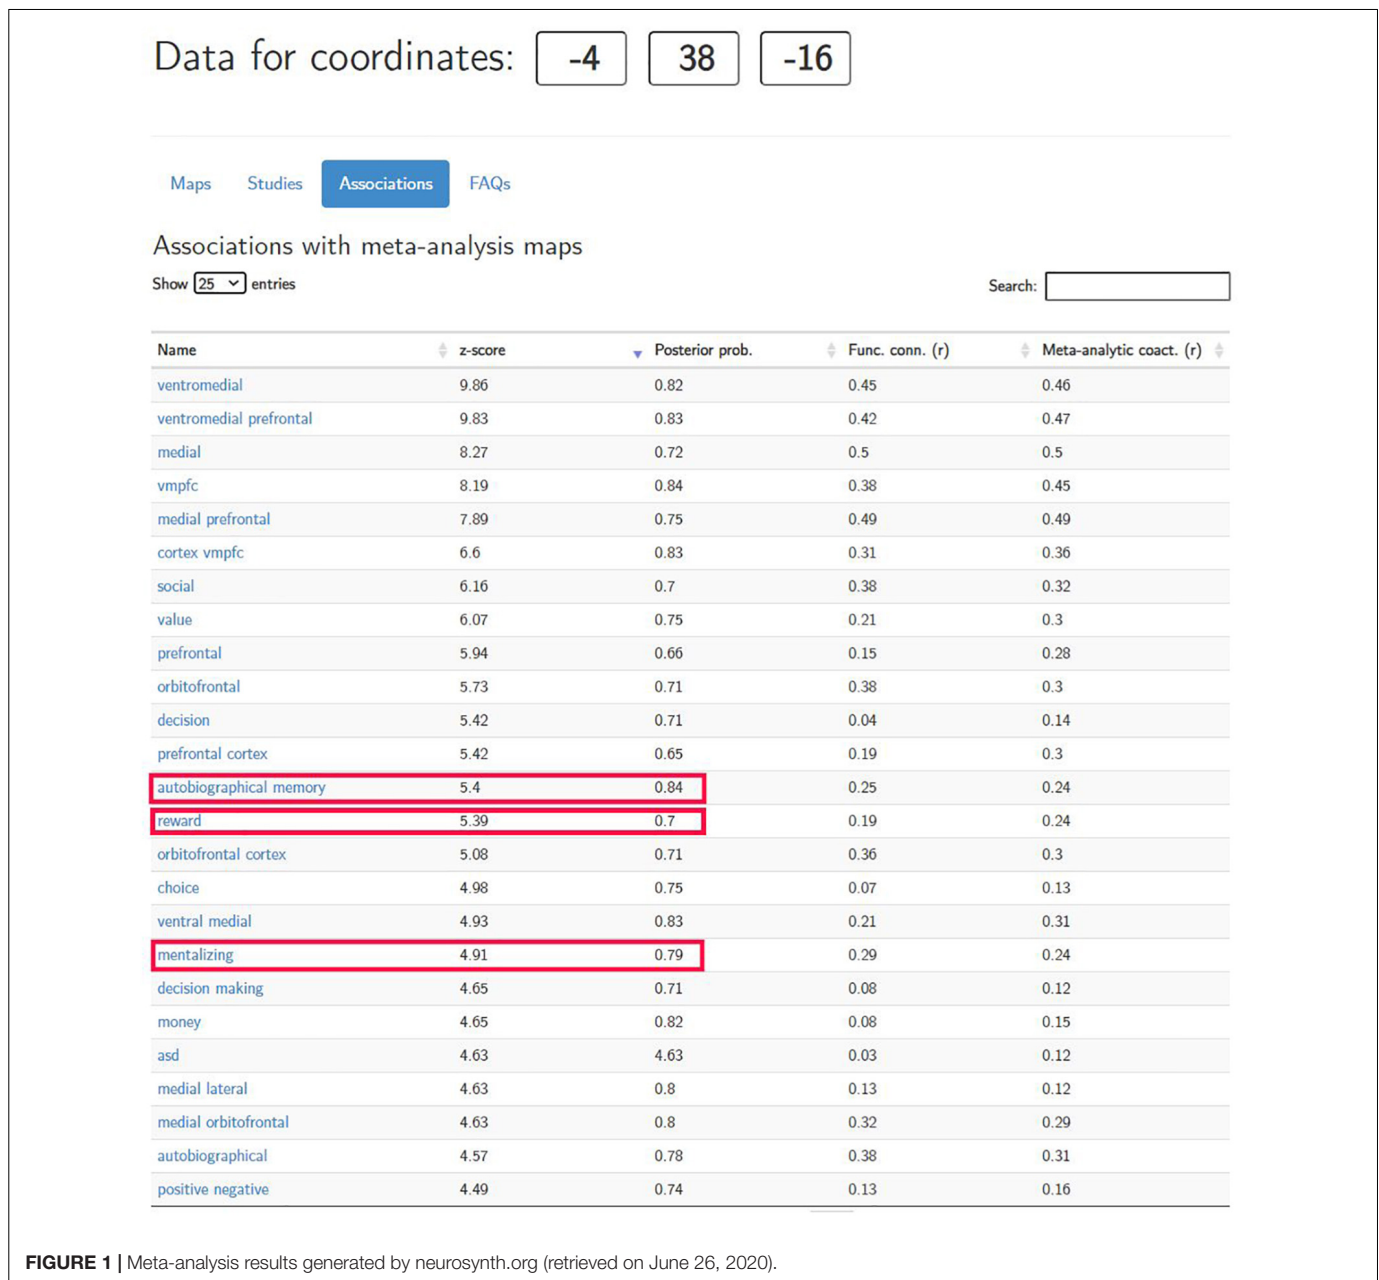 Data for coordinates: -4 38 -16
Maps Studies Associations FAQs
Associations with meta-analysis maps
Show 25 entries Search:
Name z-score Posterior prob. Func. conn. (r) Meta-analytic coact. (r)
ventromedial 9.86 0.82 0.45 0.46
ventromedial prefrontal 9.83 0.83 0.42 0.47
medial 8.27 0.72 0.5 0.5
vmpfc 8.19 0.84 0.38 0.45
medial prefrontal 7.89 0.75 0.49 0.49
cortex vmpfc 6.6 0.83 0.31 0.36
social 6.16 0.7 0.38 0.32
value 6.07 0.75 0.21 0.3
prefrontal 5.94 0.66 0.15 0.28
orbitofrontal 5.73 0.71 0.38 0.3
decision 5.42 0.71 0.04 0.14
prefrontal cortex 5.42 0.65 0.19 0.3
autobiographical memory 5.4 0.84 0.25 0.24
reward 5.39 0.7 0.19 0.24
orbitofrontal cortex 5.08 0.71 0.36 0.3
choice 4.98 0.75 0.07 0.13
ventral medial 4.93 0.83 0.21 0.31
mentalizing 4.91 0.79 0.29 0.24
decision making 4.65 0.71 0.08 0.12
money 4.65 0.82 0.08 0.15
asd 4.63 4.63 0.03 0.12
medial lateral 4.63 0.8 0.13 0.12
medial orbitofrontal 4.63 0.8 0.32 0.29
autobiographical 4.57 0.78 0.38 0.31
positive negative 4.49 0.74 0.13 0.16
FIGURE 1 | Meta-analysis results generated by neurosynth.org (retrieved on June 26, 2020).